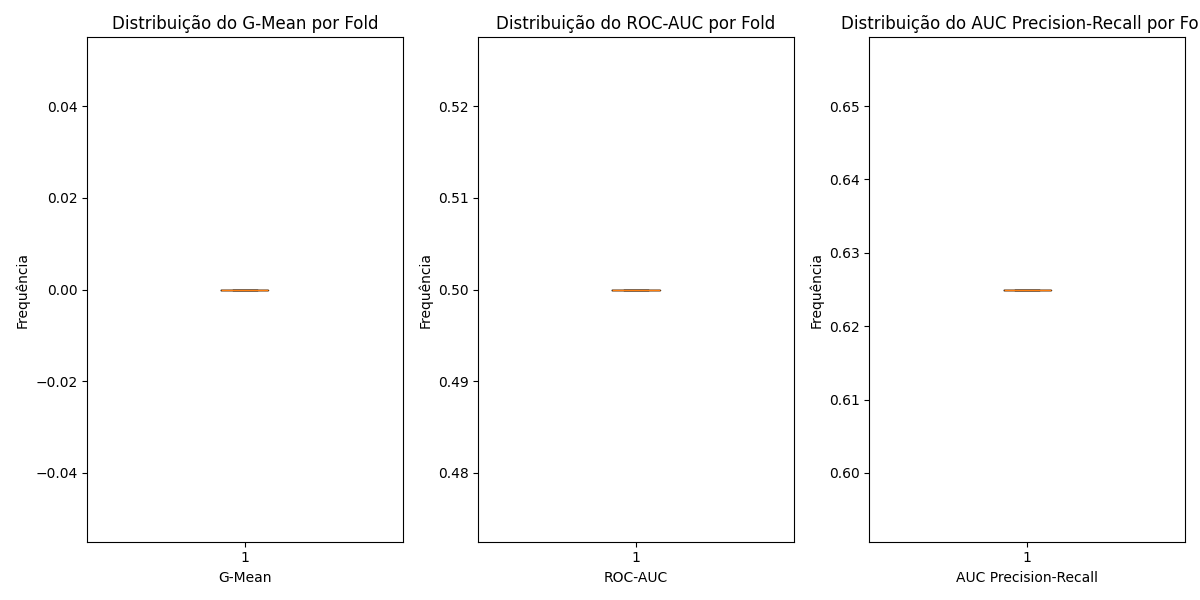 Distribuição do G-Mean por Fold
0.04
0.02
0.00
−0.02
−0.04
Frequência
1
G-Mean
Distribuição do ROC-AUC por Fold
0.52
0.51
0.50
0.49
0.48
Frequência
1
ROC-AUC
Distribuição do AUC Precision-Recall por Fo
0.65
0.64
0.63
0.62
0.61
0.60
Frequência
1
AUC Precision-Recall